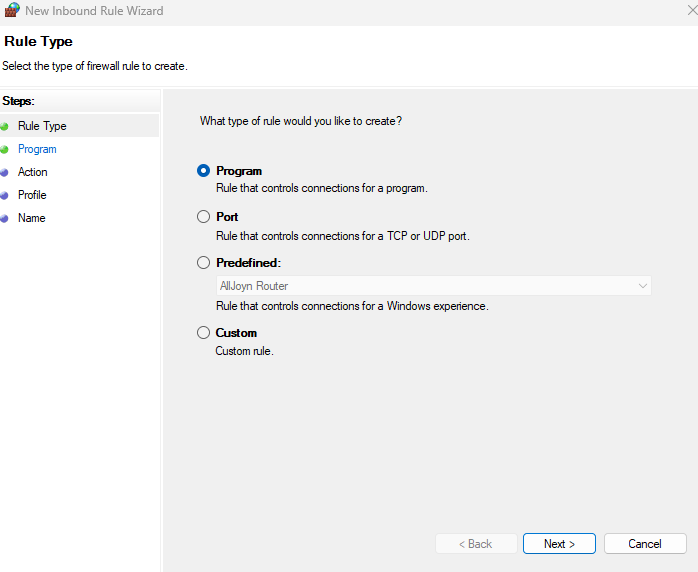 New Inbound Rule Wizard
Rule Type
Select the type of firewall rule to create.
Steps:
Rule Type
Program
Action
Profile
Name
What type of rule would you like to create?
Program
Rule that controls connections for a program.
Port
Rule that controls connections for a TCP or UDP port.
Predefined:
AllJoyn Router
Rule that controls connections for a Windows experience.
Custom
Custom rule.
< Back
Next >
Cancel